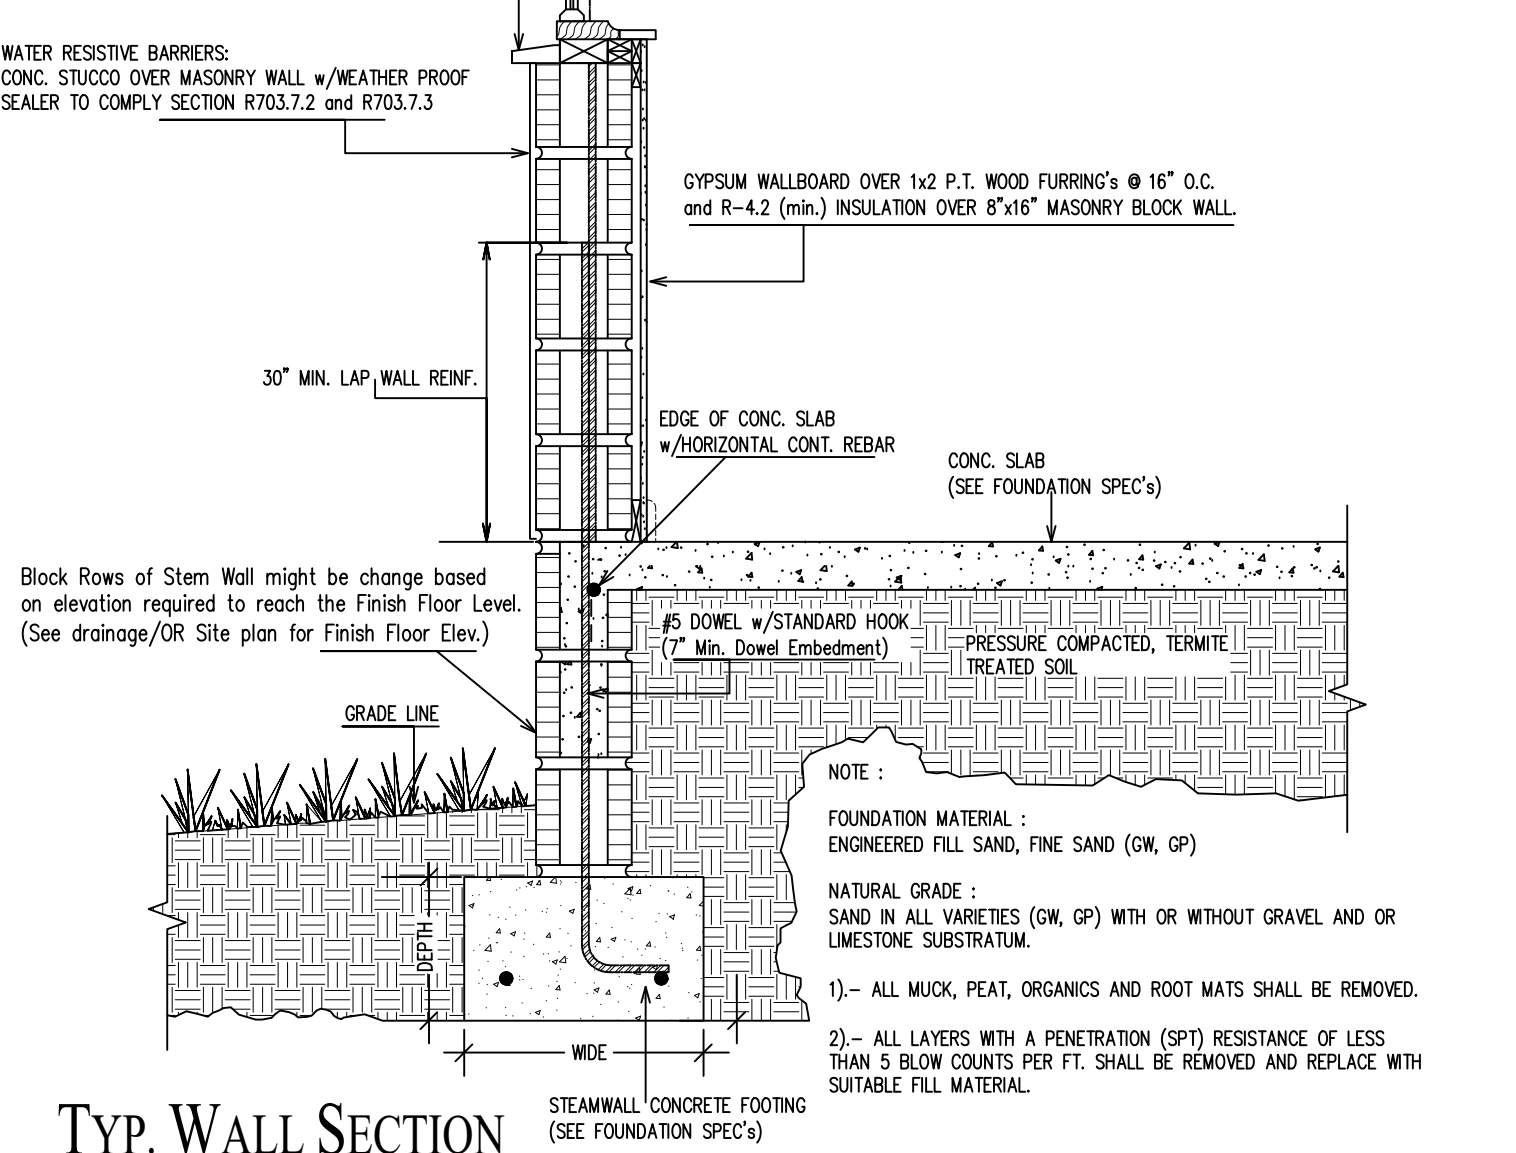 WATER RESISTIVE BARRIERS:
CONC. STUCCO OVER MASONRY WALL w/WEATHER PROOF
SEALER TO COMPLY SECTION R703.7.2 and R703.7.3
GYPSUM WALLBOARD OVER 1x2 P.T. WOOD FURRING's @ 16" O.C.
and R-4.2 (min.) INSULATION OVER 8"x16" MASONRY BLOCK WALL.
30" MIN. LAP WALL REINF.
EDGE OF CONC. SLAB
w/HORIZONTAL CONT. REBAR
CONC. SLAB
(SEE FOUNDATION SPEC's)
Block Rows of Stem Wall might be change based
on elevation required to reach the Finish Floor Level.
(See drainage/OR Site plan for Finish Floor Elev.)
#5 DOWEL w/STANDARD HOOK
(7" Min. Dowel Embedment)
PRESSURE COMPACTED, TERMITE
TREATED SOIL
GRADE LINE
NOTE :
FOUNDATION MATERIAL :
ENGINEERED FILL SAND, FINE SAND (GW, GP)
NATURAL GRADE :
SAND IN ALL VARIETIES (GW, GP) WITH OR WITHOUT GRAVEL AND OR
LIMESTONE SUBSTRATUM.
1).- ALL MUCK, PEAT, ORGANICS AND ROOT MATS SHALL BE REMOVED.
2).- ALL LAYERS WITH A PENETRATION (SPT) RESISTANCE OF LESS
THAN 5 BLOW COUNTS PER FT. SHALL BE REMOVED AND REPLACE WITH
SUITABLE FILL MATERIAL.
DEPTH
WIDE
STEAMWALL CONCRETE FOOTING
(SEE FOUNDATION SPEC's)
TYP. WALL SECTION